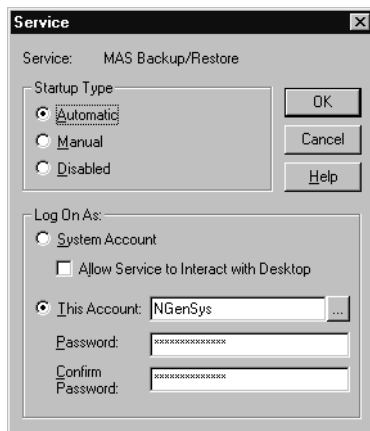 Service
Service: MAS Backup/Restore
Startup Type
Automatic
Manual
Disabled
OK
Cancel
Help
Log On As:
System Account
Allow Service to Interact with Desktop
This Account: NGenSys ...
Password: **************
Confirm Password: **************